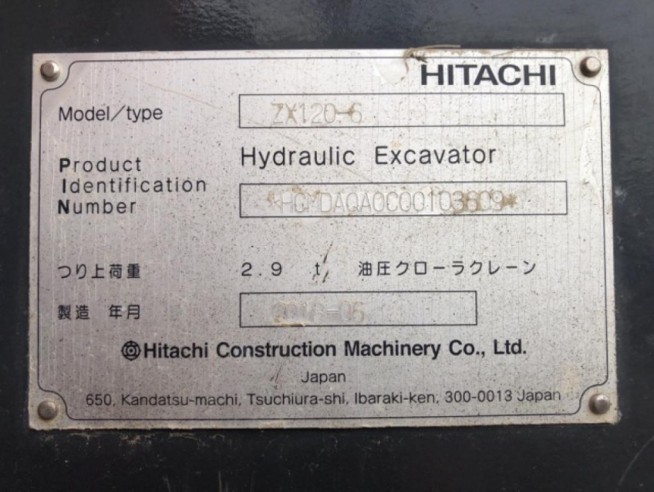 HITACHI
Model/type ZX120-6
Hydraulic Excavator
Product
Identification
Number
つり上荷重 2.9 t 油圧クローラクレーン
製造 年月
Hitachi Construction Machinery Co., Ltd.
Japan
650, Kandatsu-machi, Tsuchiura-shi, Ibaraki-ken, 300-0013 Japan